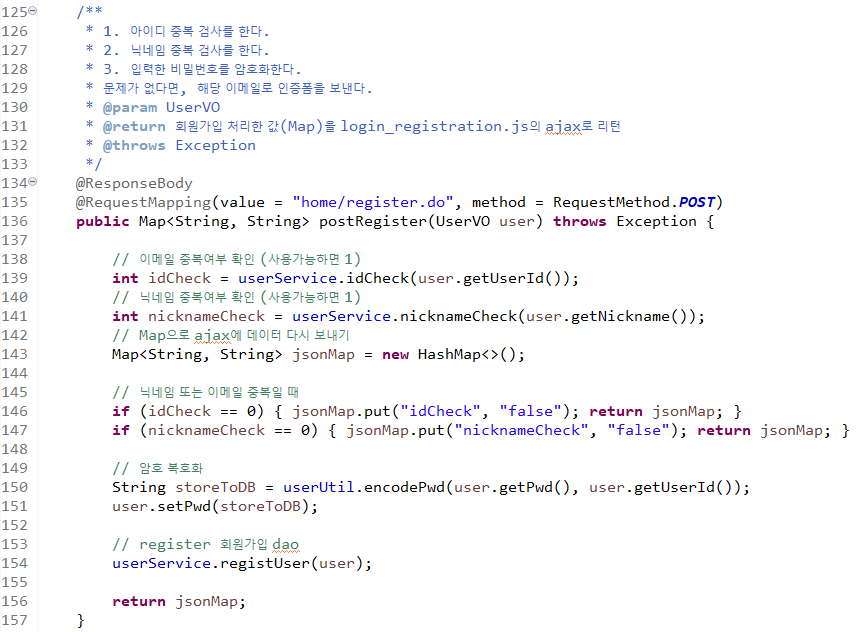 125 /**
126 * 1. 아이디 중복 검사를 한다.
127 * 2. 닉네임 중복 검사를 한다.
128 * 3. 입력한 비밀번호를 암호화한다.
129 * 문제가 없다면, 해당 이메일로 인증폼을 보낸다.
130 * @param UserVO
131 * @return 회원가입 처리한 값(Map)을 login_registration.js의 ajax로 리턴
132 * @throws Exception
133 */
134 @ResponseBody
135 @RequestMapping(value = "home/register.do", method = RequestMethod.POST)
136 public Map<String, String> postRegister(UserVO user) throws Exception {
137
138 // 이메일 중복여부 확인 (사용가능하면 1)
139 int idCheck = userService.idCheck(user.getUserId());
140 // 닉네임 중복여부 확인 (사용가능하면 1)
141 int nicknameCheck = userService.nicknameCheck(user.getNickname());
142 // Map으로 ajax에 데이터 다시 보내기
143 Map<String, String> jsonMap = new HashMap<>();
144
145 // 닉네임 또는 이메일 중복일 때
146 if (idCheck == 0) { jsonMap.put("idCheck", "false"); return jsonMap; }
147 if (nicknameCheck == 0) { jsonMap.put("nicknameCheck", "false"); return jsonMap; }
148
149 // 암호 복호화
150 String storeToDB = userUtil.encodePwd(user.getPwd(), user.getUserId());
151 user.setPwd(storeToDB);
152
153 // register 회원가입 dao
154 userService.registUser(user);
155
156 return jsonMap;
157 }